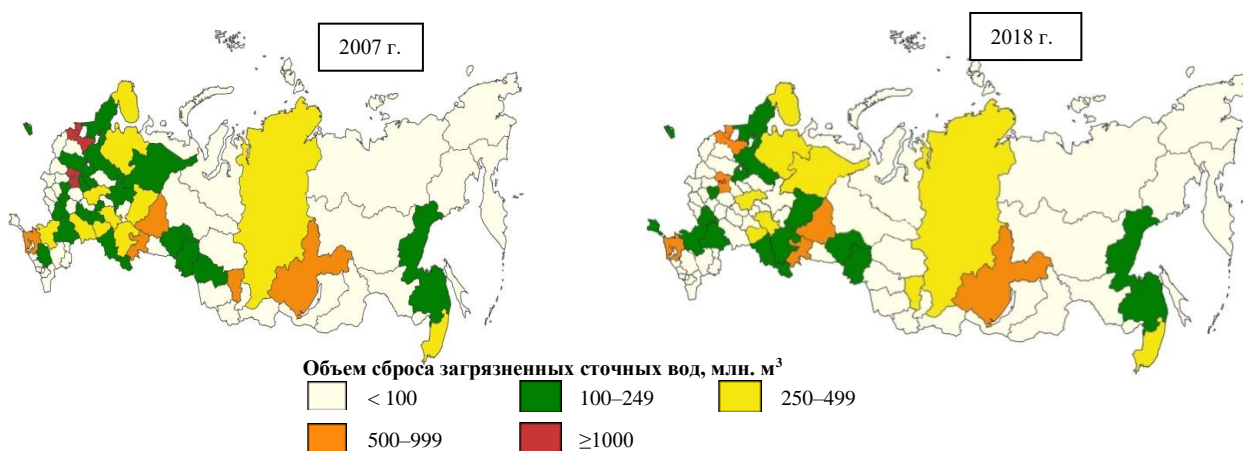 2007 г.
2018 г.
Объем сброса загрязненных сточных вод, млн. м³
< 100
100–249
250–499
500–999
≥1000